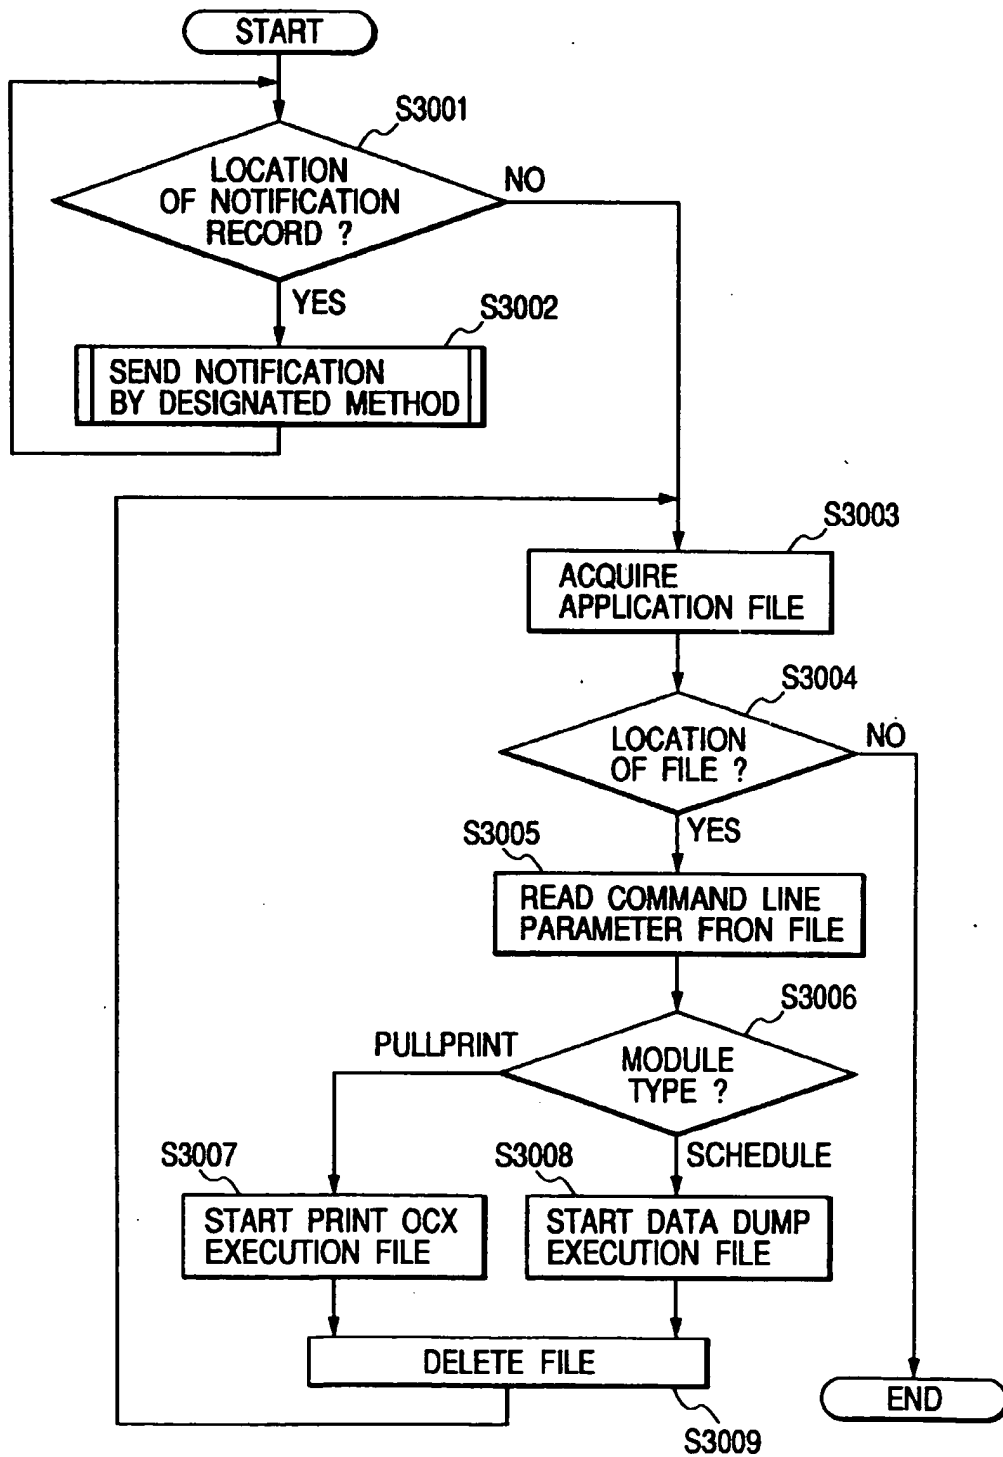 START
S3001
LOCATION
OF NOTIFICATION
RECORD ?
NO
YES
S3002
SEND NOTIFICATION
BY DESIGNATED METHOD
S3003
ACQUIRE
APPLICATION FILE
S3004
LOCATION
OF FILE ?
NO
YES
S3005
READ COMMAND LINE
PARAMETER FRON FILE
S3006
PULLPRINT
MODULE
TYPE ?
S3007
S3008
SCHEDULE
START PRINT OCX
EXECUTION FILE
START DATA DUMP
EXECUTION FILE
DELETE FILE
END
S3009